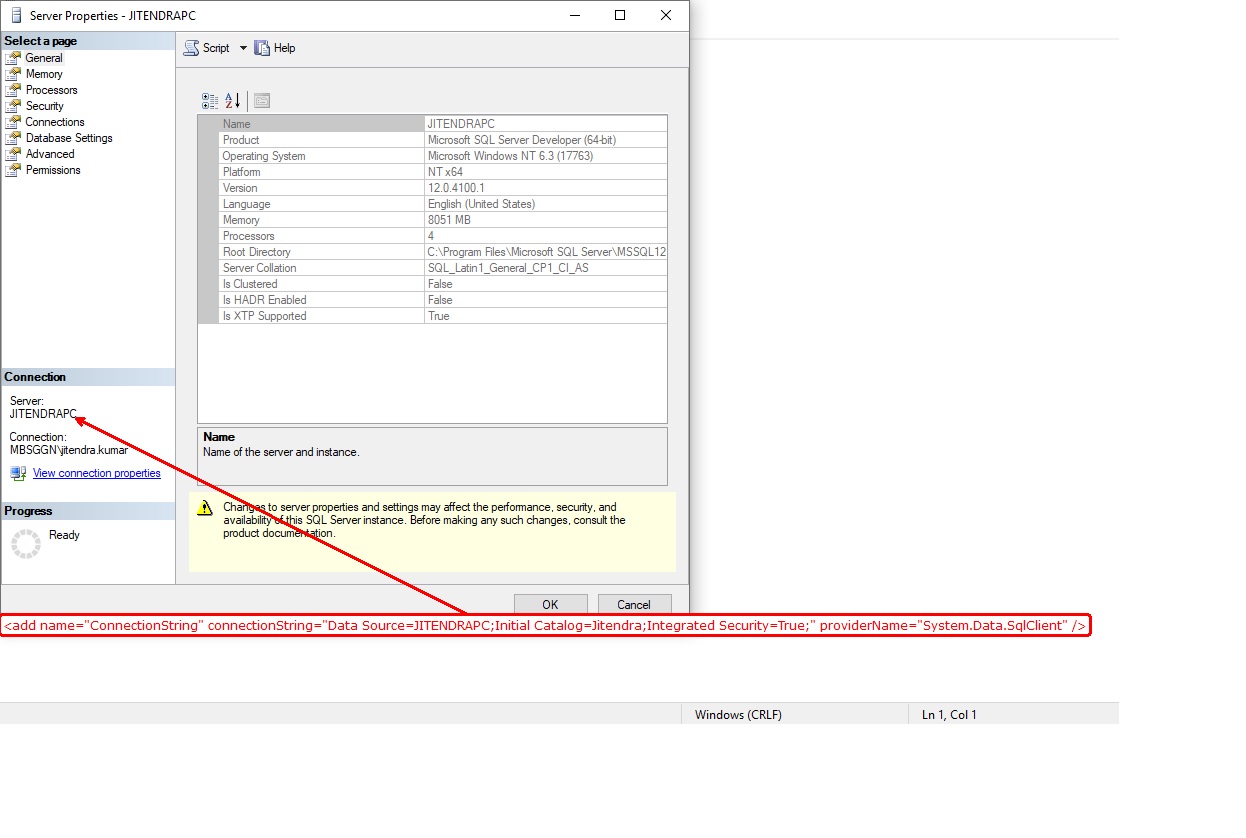 Server Properties - JITENDRAPC
Select a page
General
Memory
Processors
Security
Connections
Database Settings
Advanced
Permissions
Script
Help
Name JITENDRAPC
Product Microsoft SQL Server Developer (64-bit)
Operating System Microsoft Windows NT 6.3 (17763)
Platform NT x64
Version 12.0.4100.1
Language English (United States)
Memory 8051 MB
Processors 4
Root Directory C:\Program Files\Microsoft SQL Server\MSSQL12
Server Collation SQL_Latin1_General_CP1_CI_AS
Is Clustered False
Is HADR Enabled False
Is XTP Supported True
Name
Name of the server and instance.
Connection
Server:
JITENDRAPC
Connection:
MBSGGN\jitendra.kumar
View connection properties
Progress
Ready
Changes to server properties and settings may affect the performance, security, and
availability of this SQL Server instance. Before making any such changes, consult the
product documentation.
OK
Cancel
<add name="ConnectionString" connectionString="Data Source=JITENDRAPC;Initial Catalog=Jitendra;Integrated Security=True;" providerName="System.Data.SqlClient" />
Windows (CRLF)
Ln 1, Col 1